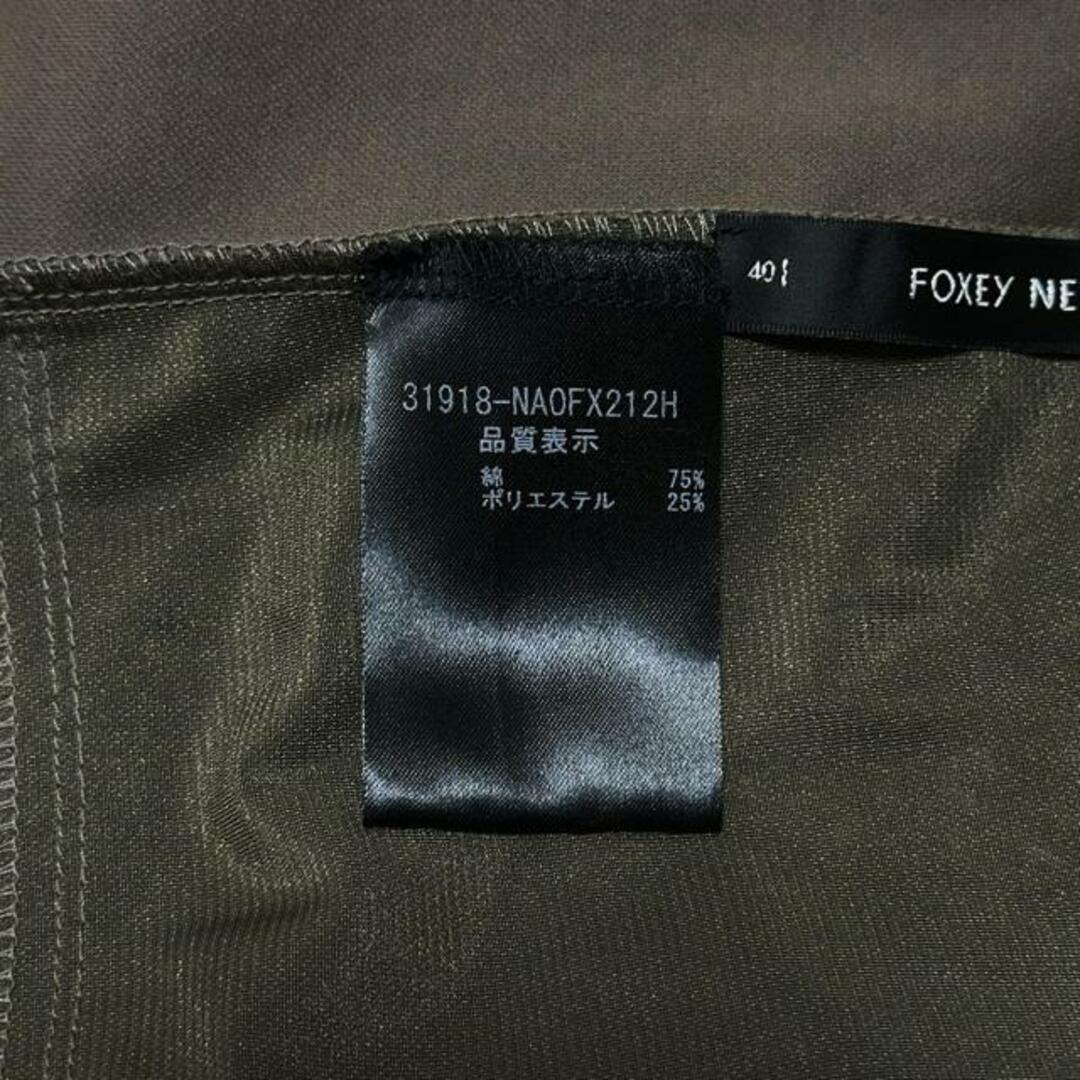 40
FOXEY NE
31918-NAOFX212H
品質表示
綿 75%
ポリエステル 25%